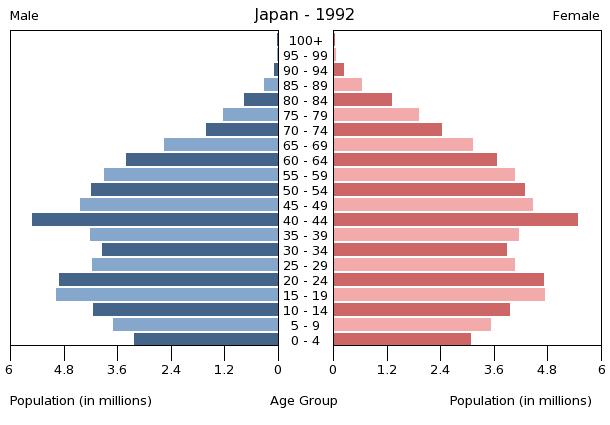 Male Japan - 1992 Female
100+
95 - 99
90 - 94
85 - 89
80 - 84
75 - 79
70 - 74
65 - 69
60 - 64
55 - 59
50 - 54
45 - 49
40 - 44
35 - 39
30 - 34
25 - 29
20 - 24
15 - 19
10 - 14
5 - 9
0 - 4
6 4.8 3.6 2.4 1.2 0 0 1.2 2.4 3.6 4.8 6
Population (in millions) Age Group Population (in millions)